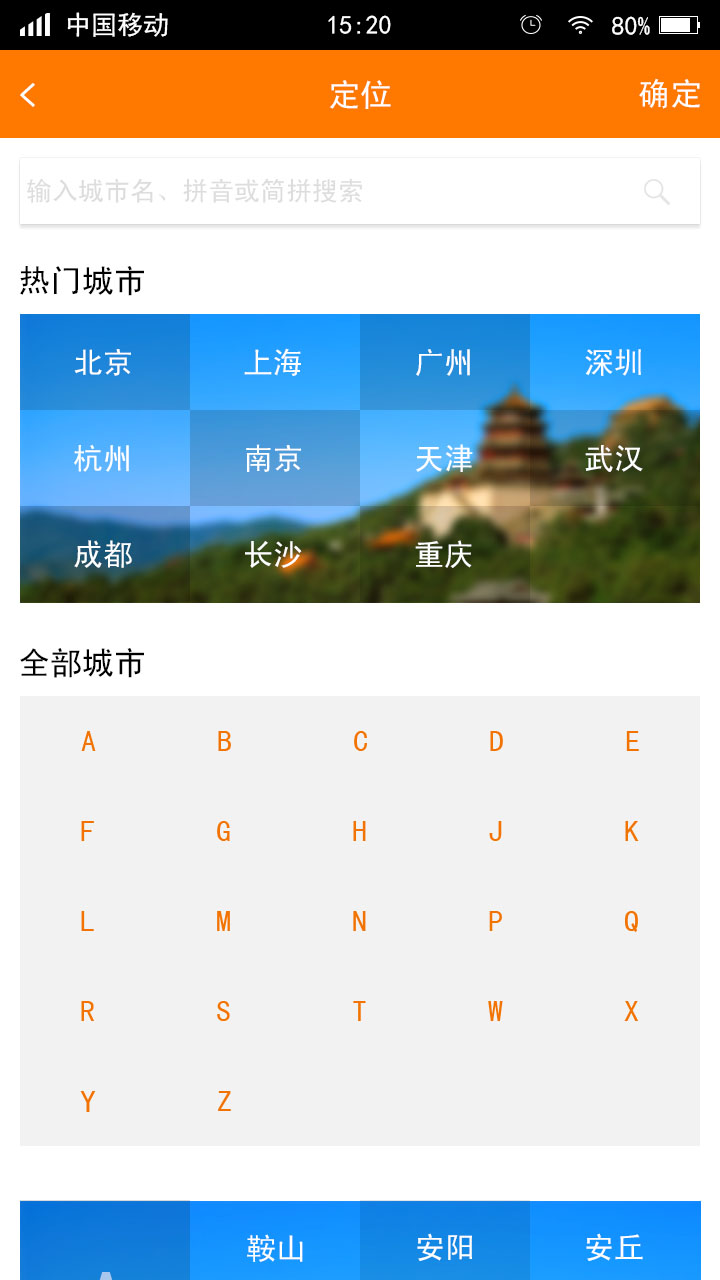 中国移动 15:20 80%
定位 确定
输入城市名、拼音或简拼搜索
热门城市
北京 上海 广州 深圳
杭州 南京 天津 武汉
成都 长沙 重庆
全部城市
A B C D E
F G H J K
L M N P Q
R S T W X
Y Z
鞍山 安阳 安丘